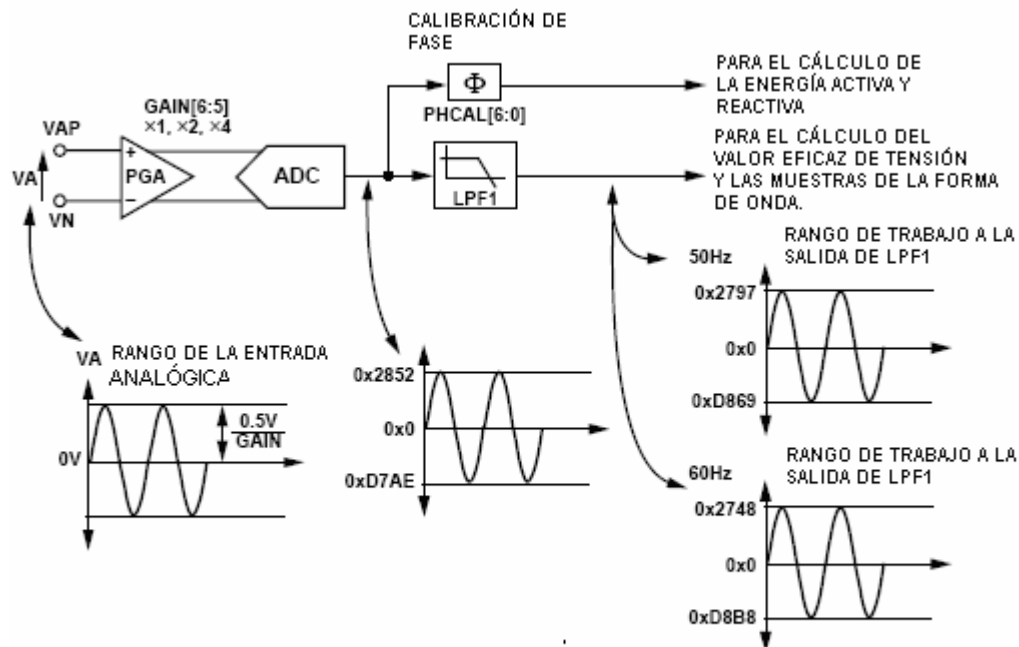 CALIBRACIÓN DE
FASE
Φ
PHCAL[6:0]
PARA EL CÁLCULO DE
LA ENERGÍA ACTIVA Y
REACTIVA
GAIN[6:5]
×1, ×2, ×4
VAP
VA
VN
+
PGA
−
ADC
LPF1
PARA EL CÁLCULO DEL
VALOR EFICAZ DE TENSIÓN
Y LAS MUESTRAS DE LA FORMA
DE ONDA.
50Hz
RANGO DE TRABAJO A LA
SALIDA DE LPF1
0x2797
0x0
0xD869
VA
RANGO DE LA ENTRADA
ANALÓGICA
0.5V
GAIN
0V
0x2852
0x0
0xD7AE
60Hz
RANGO DE TRABAJO A LA
SALIDA DE LPF1
0x2748
0x0
0xD8B8